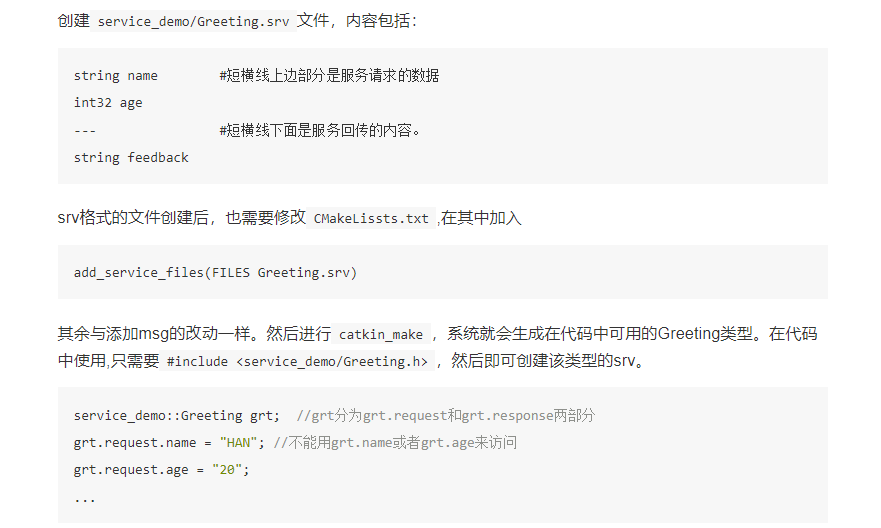 创建 service_demo/Greeting.srv 文件，内容包括：
string name        #短横线上边部分是服务请求的数据
int32 age
---                #短横线下面是服务回传的内容。
string feedback
srv格式的文件创建后，也需要修改 CMakeLissts.txt ,在其中加入
add_service_files(FILES Greeting.srv)
其余与添加msg的改动一样。然后进行 catkin_make ，系统就会生成在代码中可用的Greeting类型。在代码
中使用,只需要 #include <service_demo/Greeting.h> ，然后即可创建该类型的srv。
service_demo::Greeting grt;  //grt分为grt.request和grt.response两部分
grt.request.name = "HAN"; //不能用grt.name或者grt.age来访问
grt.request.age = "20";
...